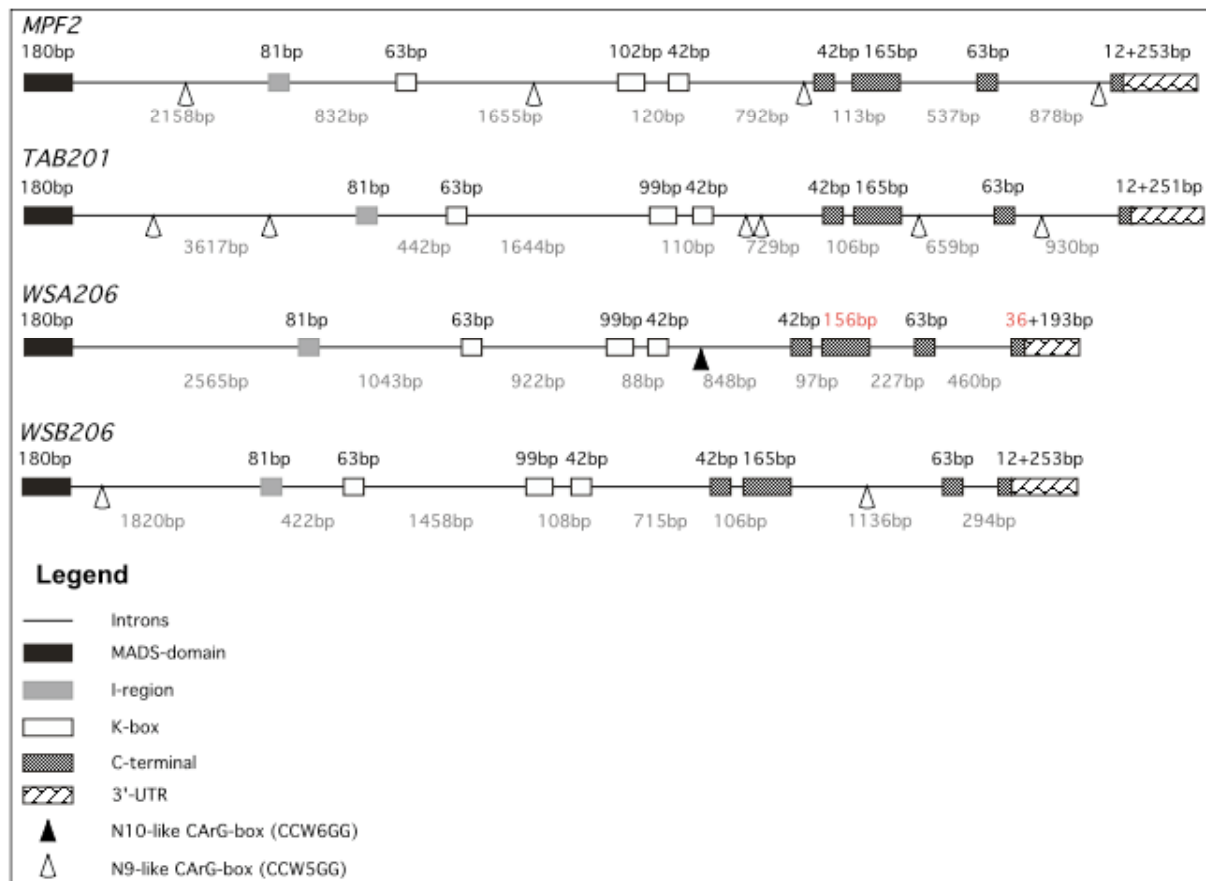 MPF2
180bp 81bp 63bp 102bp 42bp 42bp 165bp 63bp 12+253bp
2158bp 832bp 1655bp 120bp 792bp 113bp 537bp 878bp
TAB201
180bp 81bp 63bp 99bp 42bp 42bp 165bp 63bp 12+251bp
3617bp 442bp 1644bp 110bp 729bp 106bp 659bp 930bp
WSA206
180bp 81bp 63bp 99bp 42bp 42bp 156bp 63bp 36+193bp
2565bp 1043bp 922bp 88bp 848bp 97bp 227bp 460bp
WSB206
180bp 81bp 63bp 99bp 42bp 42bp 165bp 63bp 12+253bp
1820bp 422bp 1458bp 108bp 715bp 106bp 1136bp 294bp
Legend
Introns
MADS-domain
I-region
K-box
C-terminal
3'-UTR
N10-like CArG-box (CCW6GG)
N9-like CArG-box (CCW5GG)